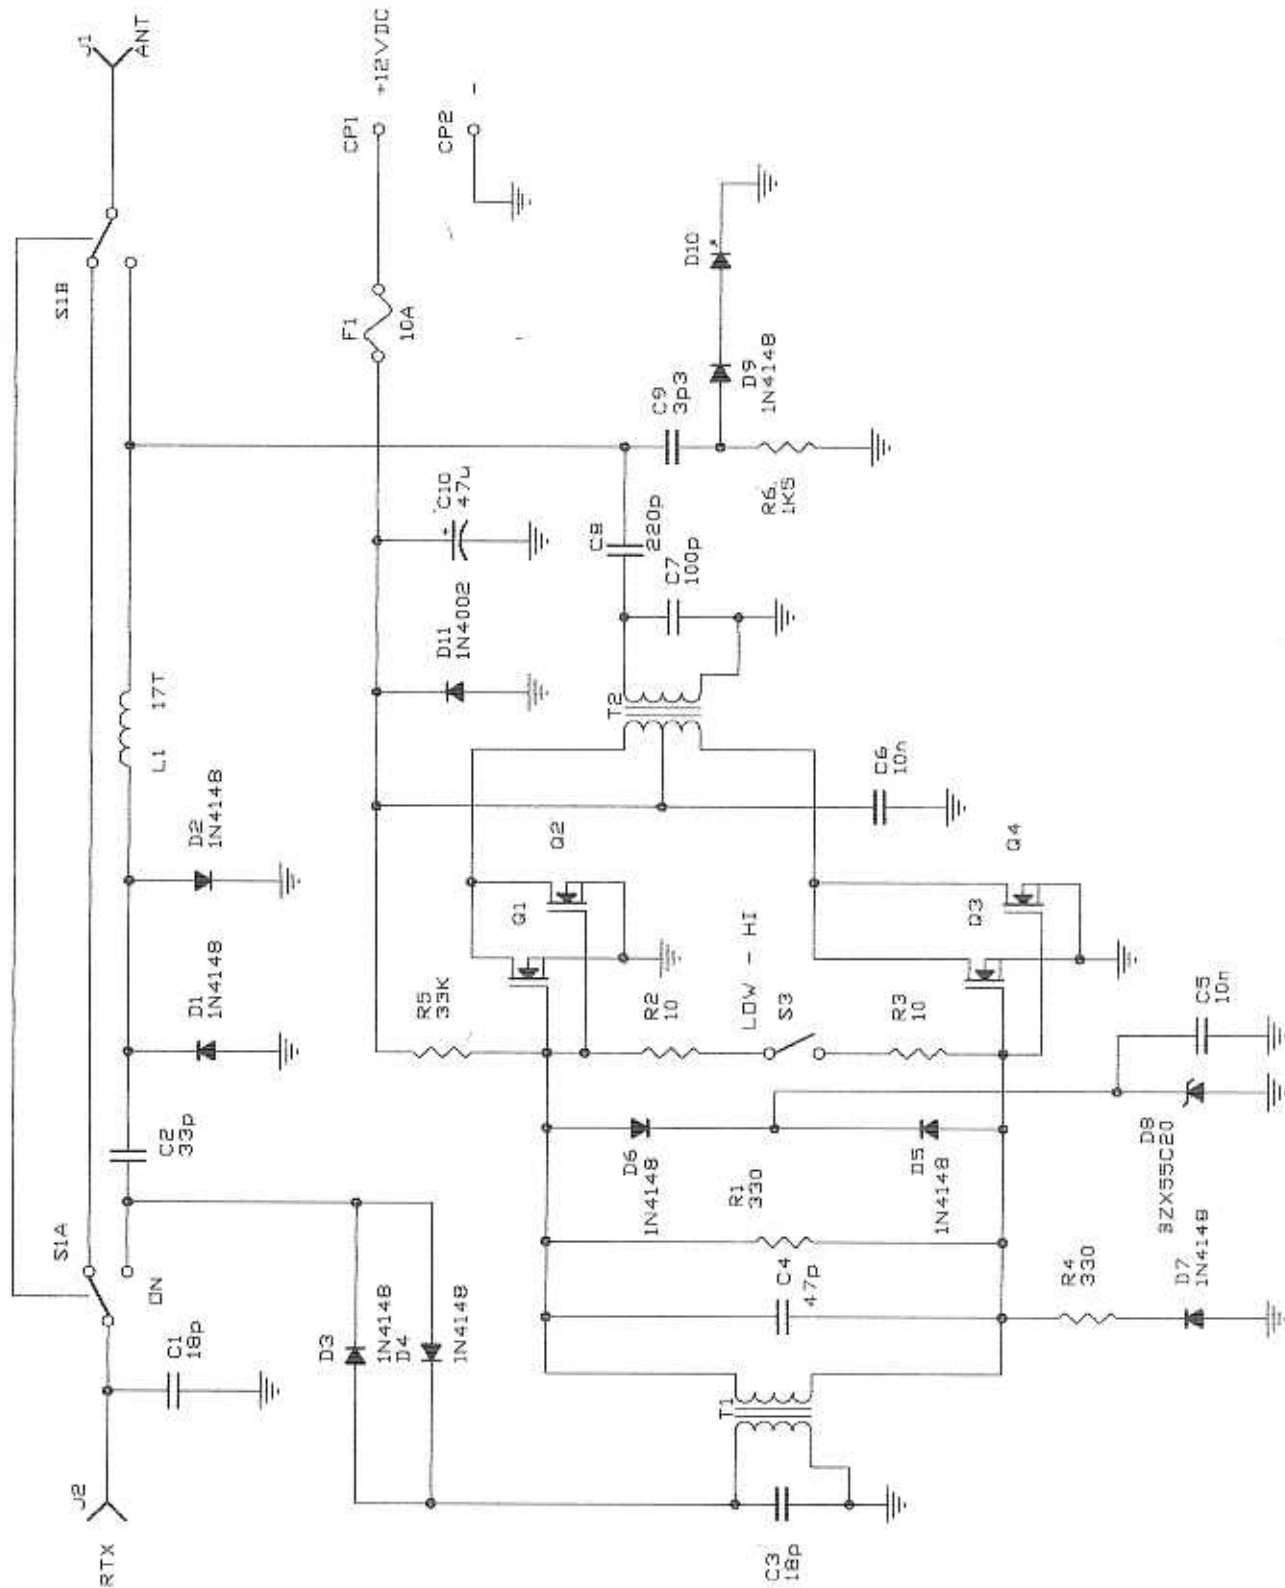 J2
RTX
S1A
ON
S1B
J1
ANT
C1
18p
C2
33p
D1
1N4148
D2
1N4148
L1 17T
D3
1N4148
D4
1N4148
F1
10A
CP1 +12VDC
CP2 -
D11
1N4002
+
C10
47u
R5
33K
Q1
Q2
T2
C8
220p
C7
100p
C9
3p3
D10
D9
1N4148
R6
1K5
D6
1N4148
R2
10
LOW - HI
S3
T1
C3
18p
C4
47p
R1
330
D5
1N4148
R3
10
C6
10n
Q3
Q4
R4
330
D7
1N4148
D8
3ZX55C20
C5
10n